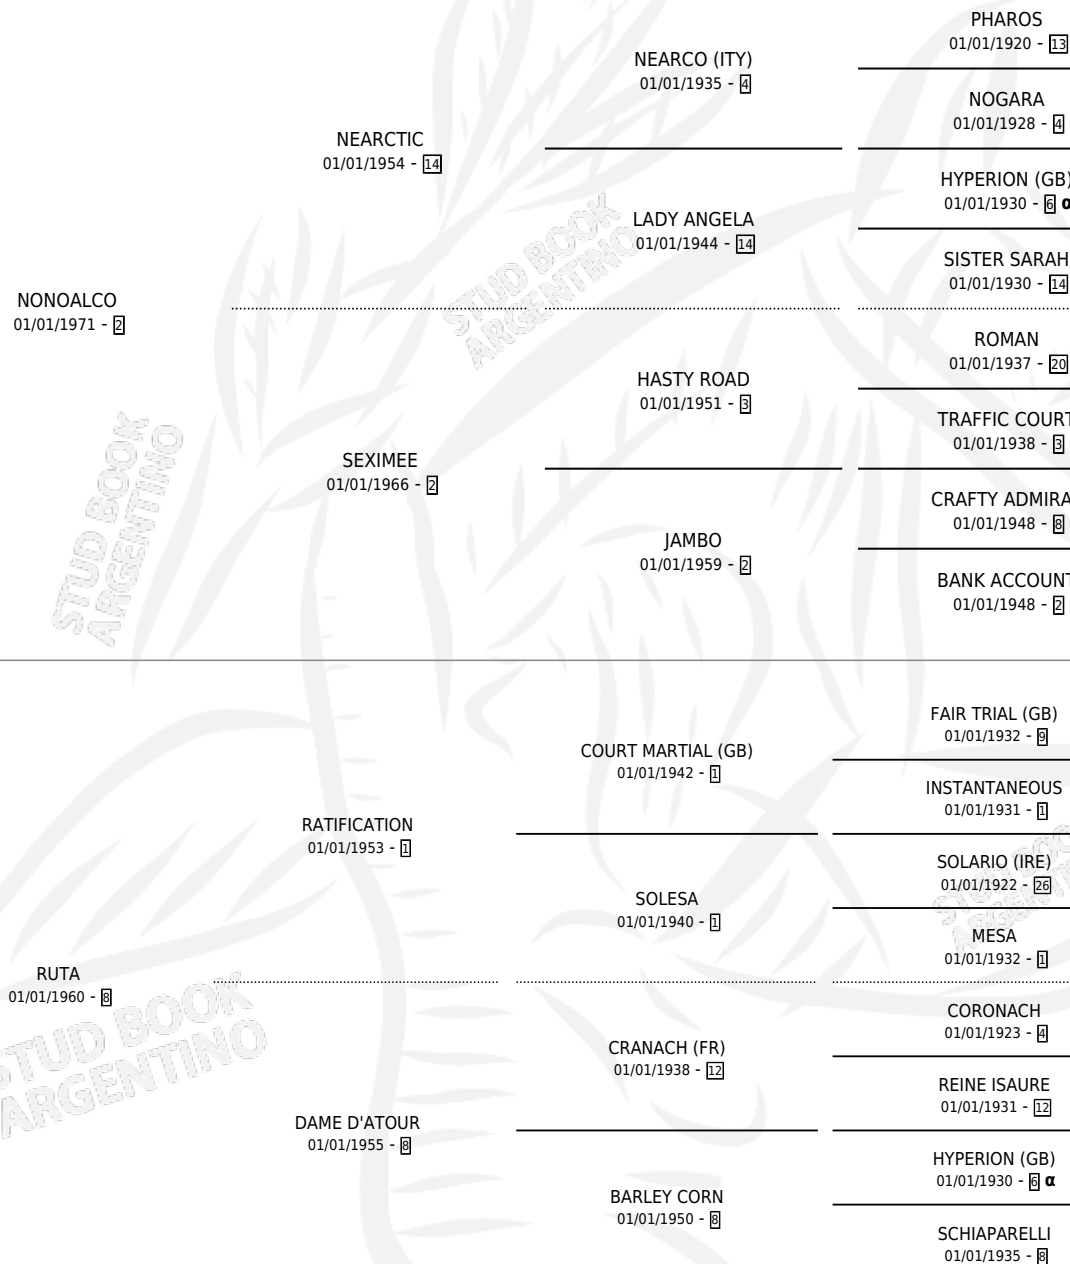 PHAROS
01/01/1920 - 13
NEARCO (ITY)
01/01/1935 - 4
NOGARA
01/01/1928 - 4
NEARCTIC
01/01/1954 - 14
HYPERION (GB)
01/01/1930 - 6 α
LADY ANGELA
01/01/1944 - 14
SISTER SARAH
01/01/1930 - 14
NONOALCO
01/01/1971 - 2
ROMAN
01/01/1937 - 20
HASTY ROAD
01/01/1951 - 3
TRAFFIC COURT
01/01/1938 - 3
SEXIMEE
01/01/1966 - 2
CRAFTY ADMIRA
01/01/1948 - 8
JAMBO
01/01/1959 - 2
BANK ACCOUNT
01/01/1948 - 2
FAIR TRIAL (GB)
01/01/1932 - 9
COURT MARTIAL (GB)
01/01/1942 - 1
INSTANTANEOUS
01/01/1931 - 1
RATIFICATION
01/01/1953 - 1
SOLARIO (IRE)
01/01/1922 - 26
SOLESA
01/01/1940 - 1
MESA
01/01/1932 - 1
RUTA
01/01/1960 - 8
CORONACH
01/01/1923 - 4
CRANACH (FR)
01/01/1938 - 12
REINE ISAURE
01/01/1931 - 12
DAME D'ATOUR
01/01/1955 - 8
HYPERION (GB)
01/01/1930 - 6 α
BARLEY CORN
01/01/1950 - 8
SCHIAPARELLI
01/01/1935 - 8
STUD BOOK
ARGENTINO
STUD BOOK
ARGENTINO
STUD BOOK
ARGENTINO